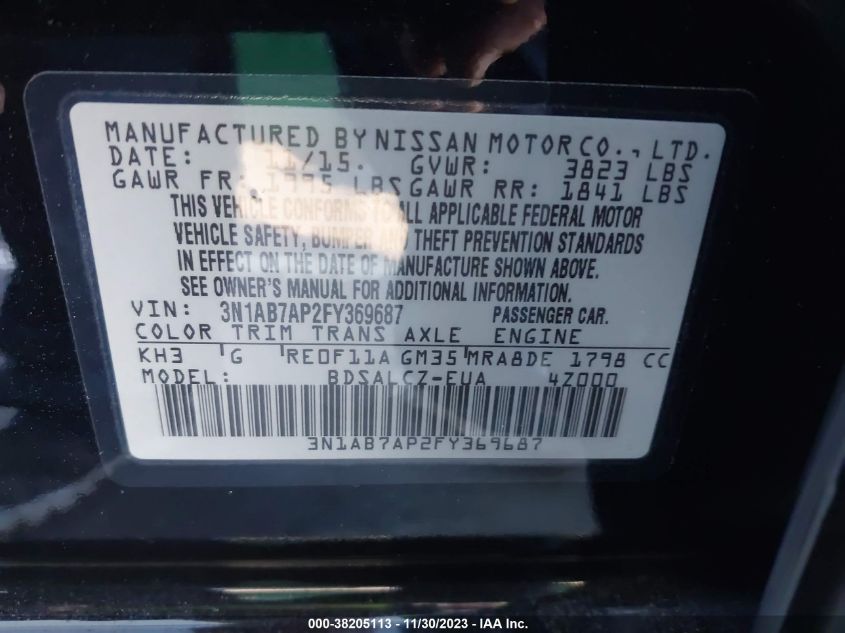 MANUFACTURED BY NISSAN MOTOR CO., LTD.
DATE: 11/15. GVWR: 3823 LBS
GAWR FR: 1995 LBS GAWR RR: 1841 LBS
THIS VEHICLE CONFORMS TO ALL APPLICABLE FEDERAL MOTOR
VEHICLE SAFETY, BUMPER AND THEFT PREVENTION STANDARDS
IN EFFECT ON THE DATE OF MANUFACTURE SHOWN ABOVE.
SEE OWNER'S MANUAL FOR ADDITIONAL INFORMATION.
VIN: 3N1AB7AP2FY369687 PASSENGER CAR.
COLOR TRIM TRANS AXLE ENGINE
KH3 G RE0F11A GM35 MRA8DE 1798 CC
MODEL: BDSALCZ-EUA 4Z000
3N1AB7AP2FY369687
000-38205113 - 11/30/2023 - IAA Inc.